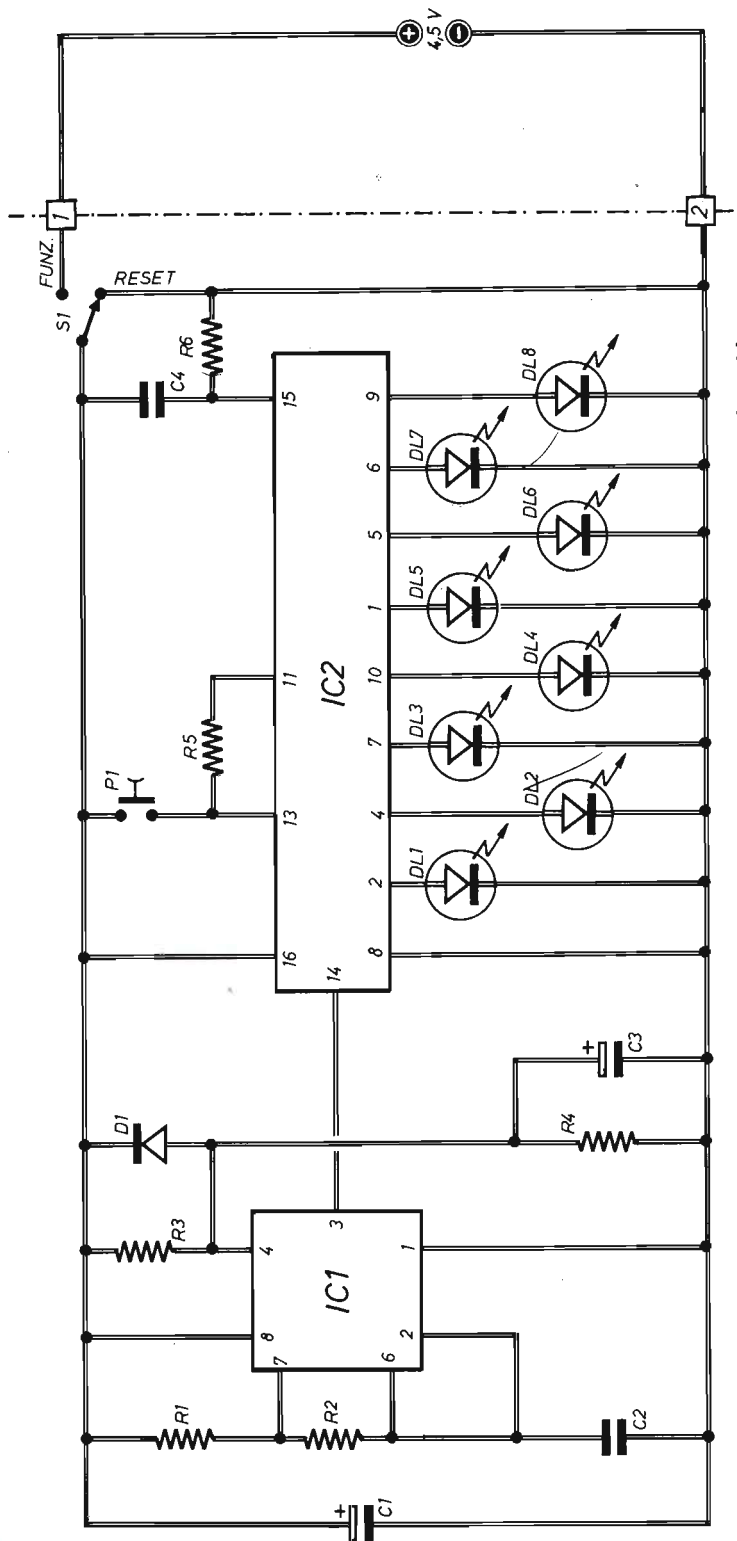 FUNZ.
1
S1
RESET
D1
P1
R3
C4
R1
R5
R6
8
4
16
13
11
15
7
R2
IC1
3
14
IC2
+
C1
6
2
1
8
2
4
7
10
1
5
6
9
+
4,5 V
-
DL1
DL3
DL5
DL7
DL2
DL4
DL6
DL8
R4
+
C3
C2
2